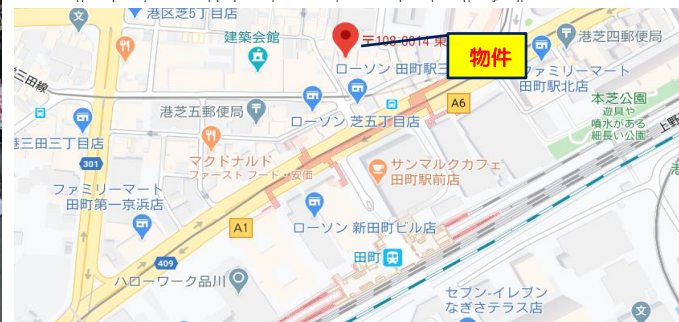 港区芝5丁目店
建築会館
〒108-0014 東
物件
港芝四郵便局
ローソン 田町駅三
ファミリーマート
田町駅北店
三田線
港芝五郵便局
ローソン 芝五丁目店
A6
本芝公園
遊具や
噴水がある
細長い公園
上野
港三田三丁目店
301
マクドナルド
ファーストフード・安価
サンマルクカフェ
田町駅前店
ファミリーマート
田町第一京浜店
A1
ローソン 新田町ビル店
田町
409
ハローワーク品川
セブン-イレブン
なぎさテラス店
港